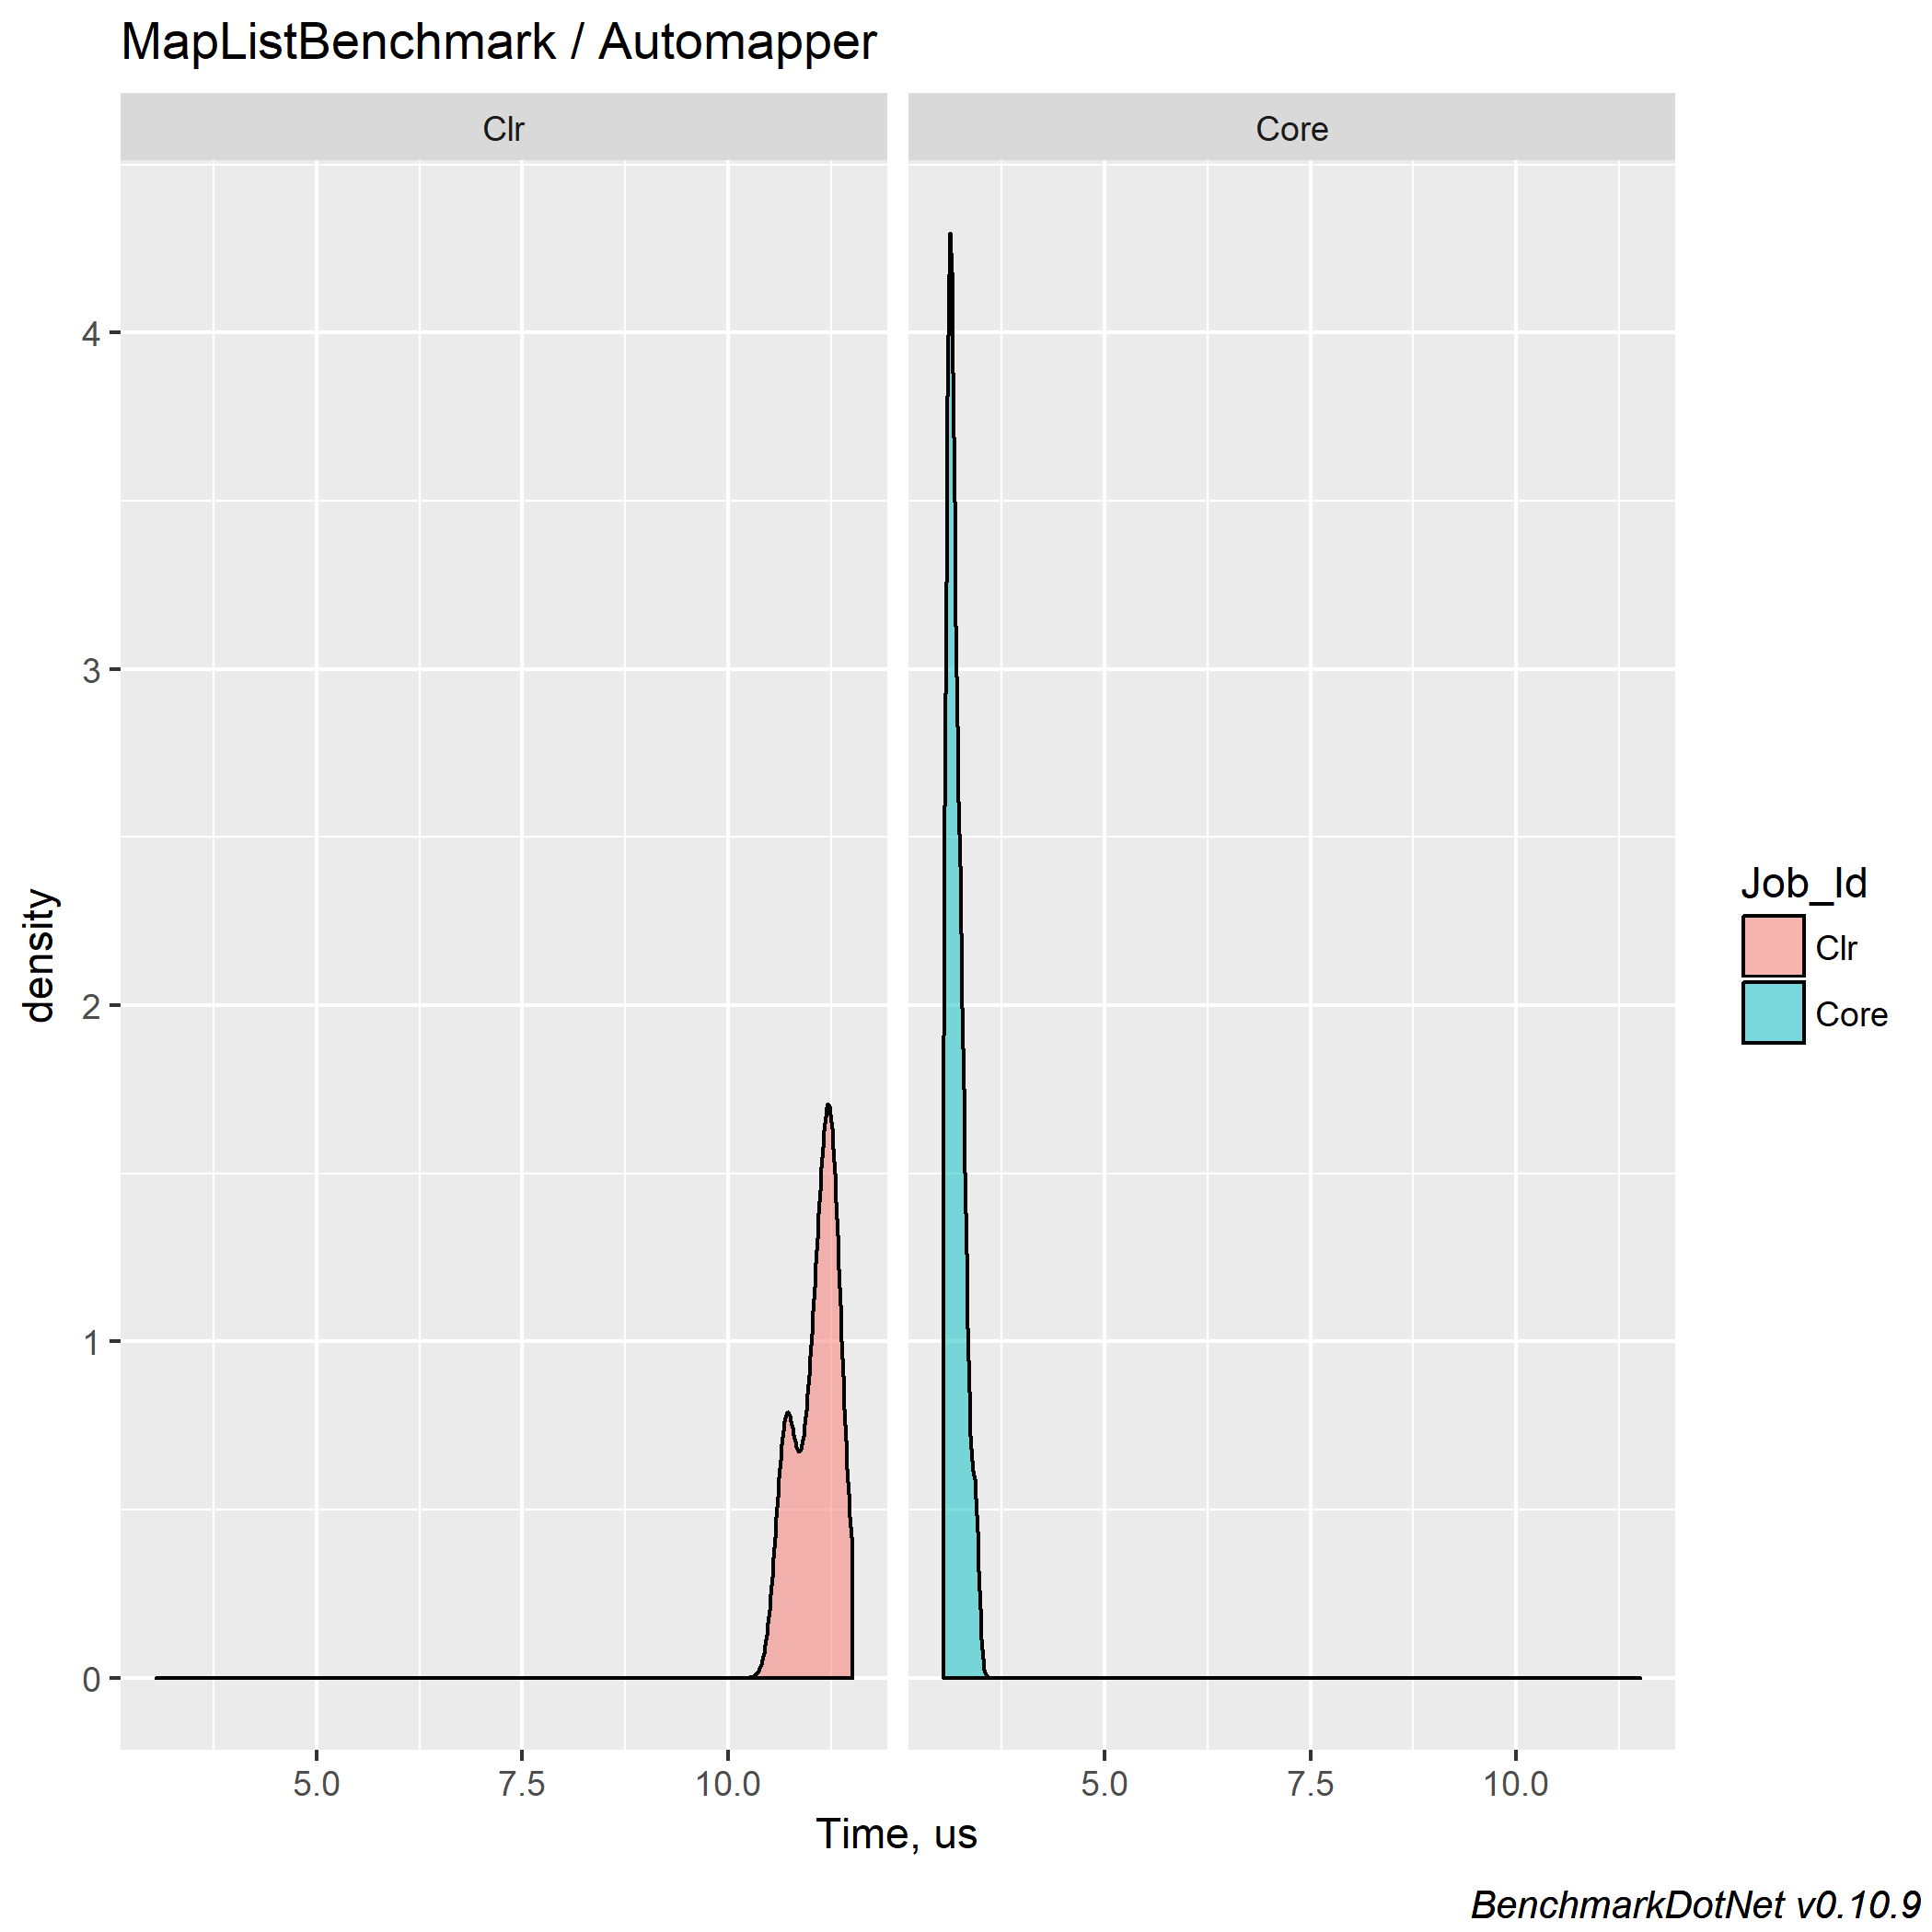 MapListBenchmark / Automapper
Clr
Core
density
4
3
2
1
0
5.0
7.5
10.0
5.0
7.5
10.0
Time, us
Job_Id
Clr
Core
BenchmarkDotNet v0.10.9